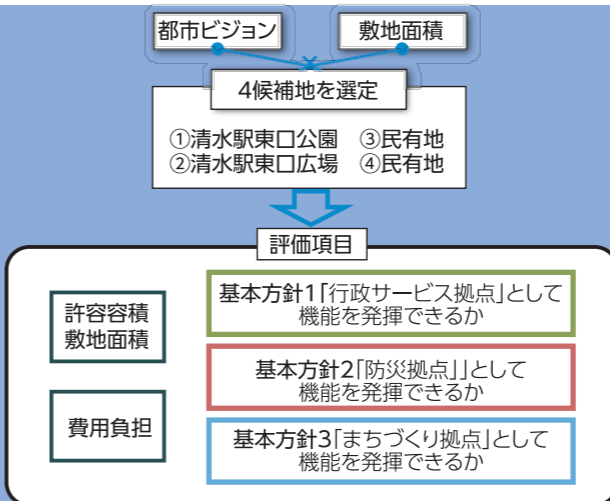 都市ビジョン
敷地面積
4候補地を選定
①清水駅東口公園　③民有地
②清水駅東口広場　④民有地
評価項目
許容容積
敷地面積
費用負担
基本方針1「行政サービス拠点」として
機能を発揮できるか
基本方針2「防災拠点」」として
機能を発揮できるか
基本方針3「まちづくり拠点」として
機能を発揮できるか